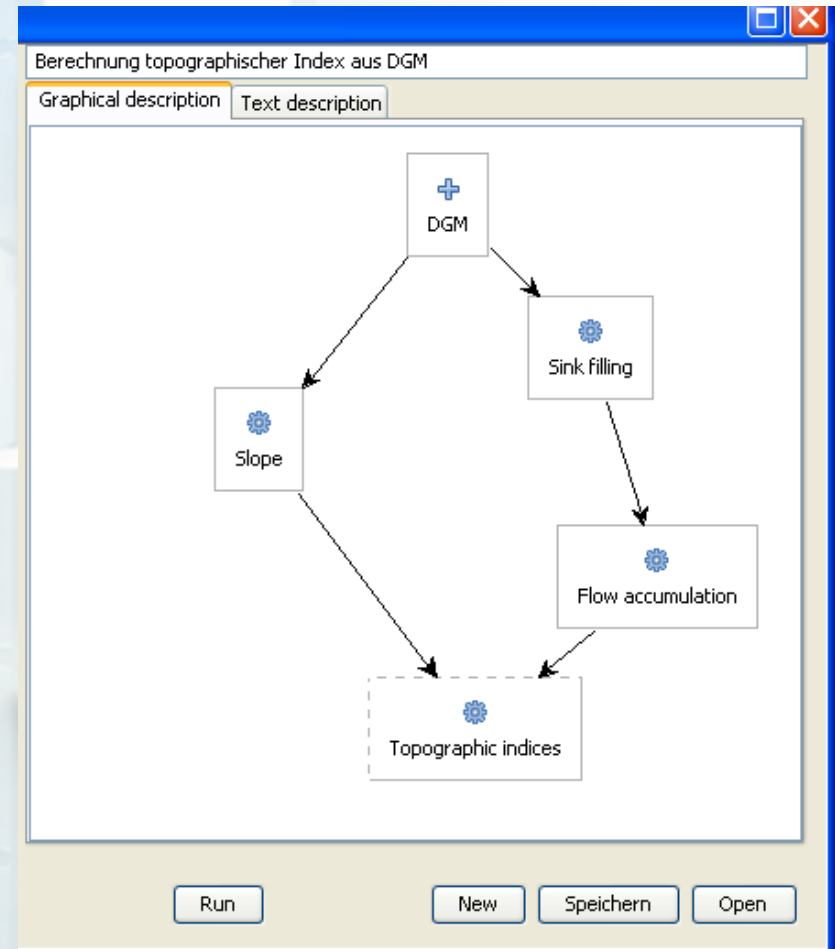 Berechnung topographischer Index aus DGM
Graphical description
Text description
DGM
Sink filling
Slope
Flow accumulation
Topographic indices
Run
New
Speichern
Open